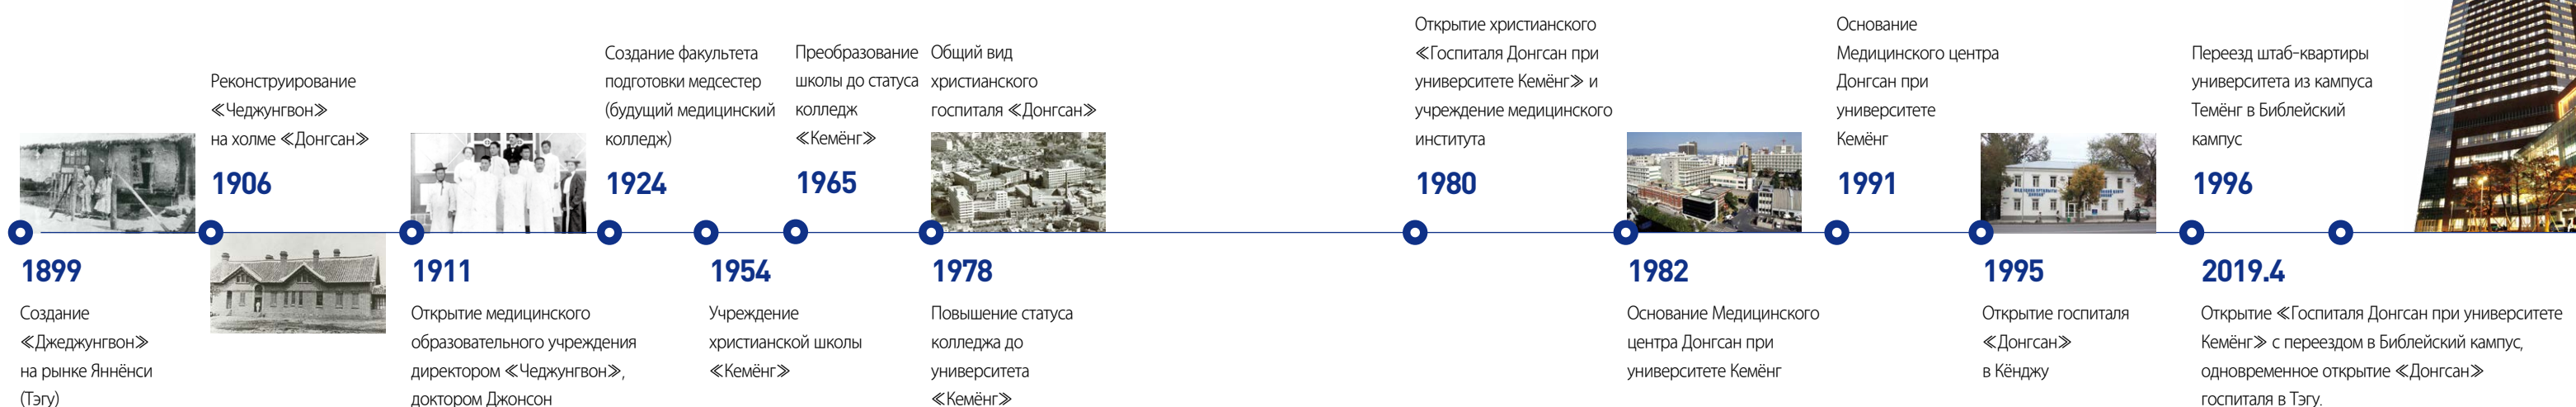 1899
Создание
≪Джеджунгвон≫
на рынке Яннёнси
(Тэгу)
Реконструирование
≪Чеджунгвон≫
на холме ≪Донгсан≫
1906
1911
Открытие медицинского
образовательного учреждения
директором ≪Чеджунгвон≫,
доктором Джонсон
Создание факультета
подготовки медсестер
(будущий медицинский
колледж)
1924
1954
Учреждение
христианской школы
≪Кемёнг≫
Преобразование
школы до статуса
колледж
≪Кемёнг≫
1965
Общий вид
христианского
госпиталя ≪Донгсан≫
1978
Повышение статуса
колледжа до
университета
≪Кемёнг≫
Открытие христианского
≪Госпиталя Донгсан при
университете Кемёнг≫ и
учреждение медицинского
института
1980
1982
Основание Медицинского
центра Донгсан при
университете Кемёнг
Основание
Медицинского центра
Донгсан при
университете
Кемёнг
1991
1995
Открытие госпиталя
≪Донгсан≫
в Кёнджу
Переезд штаб-квартиры
университета из кампуса
Темёнг в Библейский
кампус
1996
2019.4
Открытие ≪Госпиталя Донгсан при университете
Кемёнг≫ с переездом в Библейский кампус,
одновременное открытие ≪Донгсан≫
госпиталя в Тэгу.